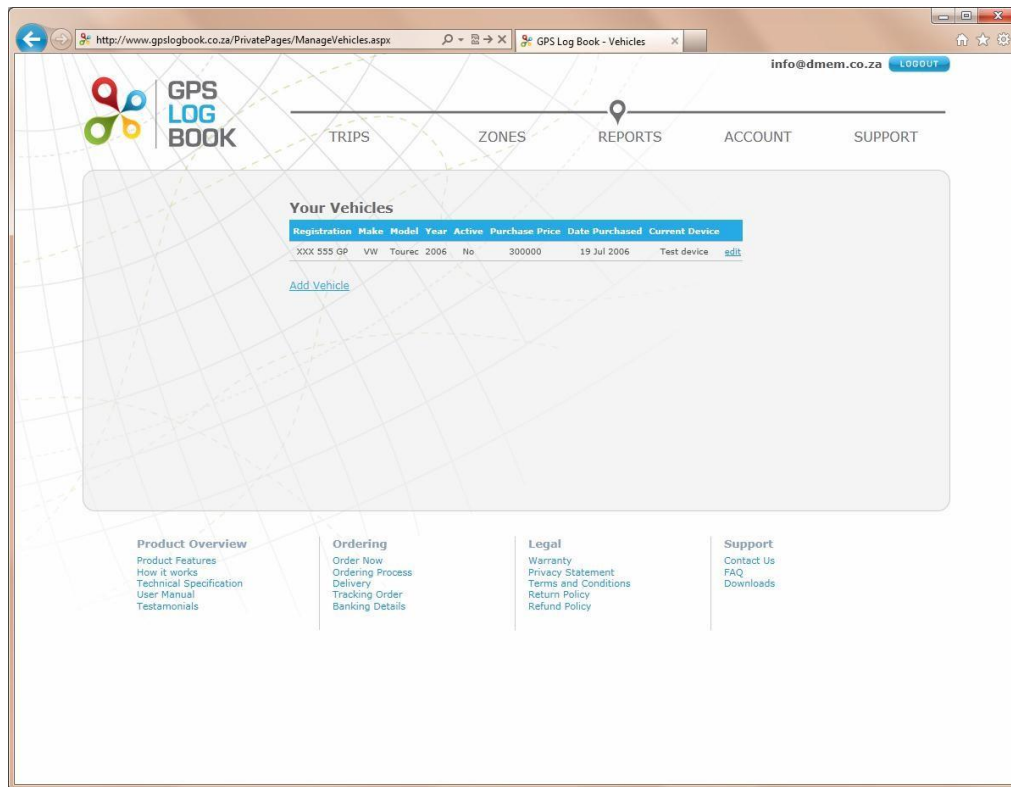 http://www.gpslogbook.co.za/PrivatePages/ManageVehicles.aspx
GPS Log Book - Vehicles
info@dmem.co.za LOGOUT
GPS
LOG
BOOK
TRIPS ZONES REPORTS ACCOUNT SUPPORT
Your Vehicles
Registration Make Model Year Active Purchase Price Date Purchased Current Device
XXX 555 GP VW Tourec 2006 No 300000 19 Jul 2006 Test device edit
Add Vehicle
Product Overview
Product Features
How it works
Technical Specification
User Manual
Testamonials
Ordering
Order Now
Ordering Process
Delivery
Tracking Order
Banking Details
Legal
Warranty
Privacy Statement
Terms and Conditions
Return Policy
Refund Policy
Support
Contact Us
FAQ
Downloads